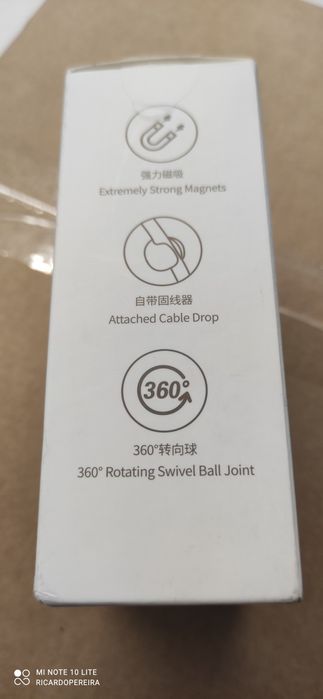 强力磁吸
Extremely Strong Magnets
自带固线器
Attached Cable Drop
360°
360°转向球
360° Rotating Swivel Ball Joint
MI NOTE 10 LITE
RICARDOPEREIRA